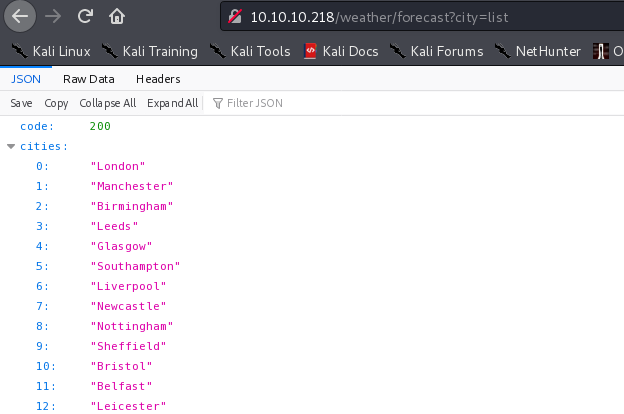 10.10.10.218/weather/forecast?city=list
Kali Linux Kali Training Kali Tools Kali Docs Kali Forums NetHunter O
JSON Raw Data Headers
Save Copy Collapse All Expand All Filter JSON
code: 200
cities:
0: "London"
1: "Manchester"
2: "Birmingham"
3: "Leeds"
4: "Glasgow"
5: "Southampton"
6: "Liverpool"
7: "Newcastle"
8: "Nottingham"
9: "Sheffield"
10: "Bristol"
11: "Belfast"
12: "Leicester"